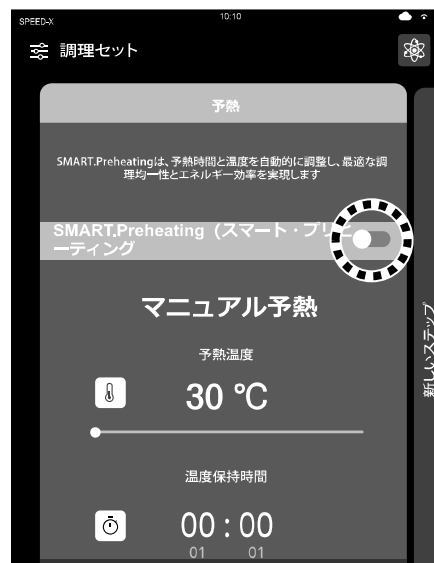 SPEED-X
10:10
調理セット
予熱
SMART.Preheatingは、予熱時間と温度を自動的に調整し、最適な調
理均一性とエネルギー効率を実現します
SMART.Preheating（スマート・プリヒ
ーティング
マニュアル予熱
予熱温度
30 °C
温度保持時間
00 : 00
01 01
新しいステップ